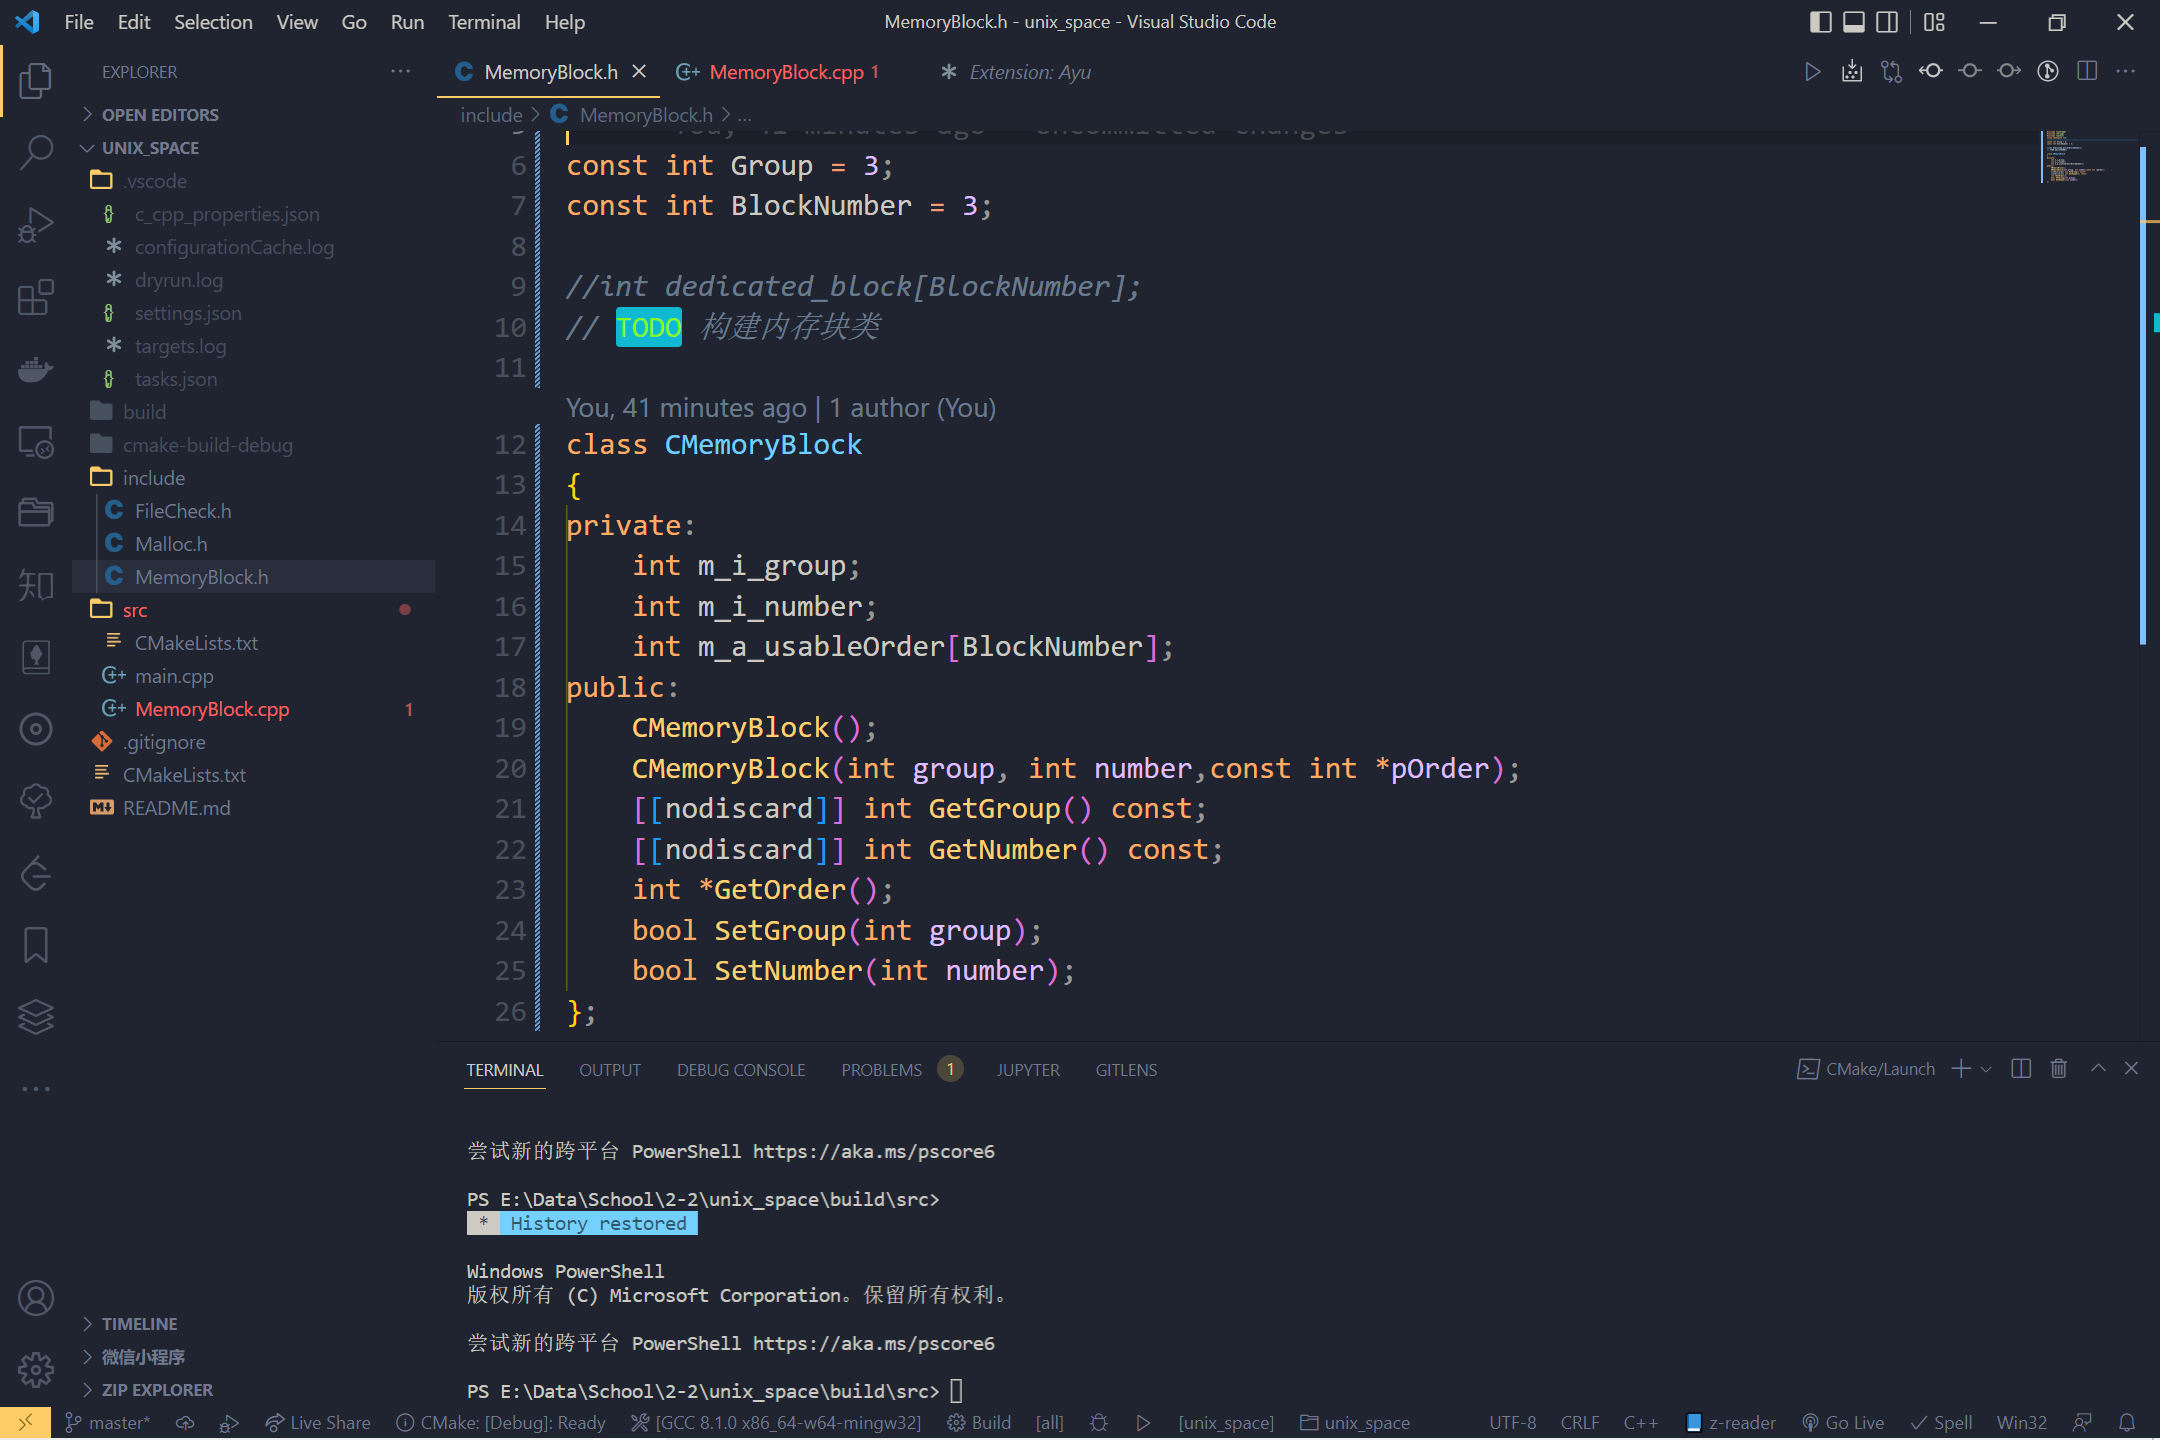 File Edit Selection View Go Run Terminal Help
MemoryBlock.h - unix_space - Visual Studio Code
EXPLORER
OPEN EDITORS
UNIX_SPACE
.vscode
c_cpp_properties.json
configurationCache.log
dryrun.log
settings.json
targets.log
tasks.json
build
cmake-build-debug
include
FileCheck.h
Malloc.h
MemoryBlock.h
src
CMakeLists.txt
main.cpp
MemoryBlock.cpp 1
.gitignore
CMakeLists.txt
README.md
TIMELINE
微信小程序
ZIP EXPLORER
知
MemoryBlock.h MemoryBlock.cpp 1 Extension: Ayu
include > MemoryBlock.h > ...
5 You, 41 minutes ago Uncommitted changes
6 const int Group = 3;
7 const int BlockNumber = 3;
8
9 //int dedicated_block[BlockNumber];
10 // TODO 构建内存块类
11
You, 41 minutes ago | 1 author (You)
12 class CMemoryBlock
13 {
14 private:
15 int m_i_group;
16 int m_i_number;
17 int m_a_usableOrder[BlockNumber];
18 public:
19 CMemoryBlock();
20 CMemoryBlock(int group, int number,const int *pOrder);
21 [[nodiscard]] int GetGroup() const;
22 [[nodiscard]] int GetNumber() const;
23 int *GetOrder();
24 bool SetGroup(int group);
25 bool SetNumber(int number);
26 };
TERMINAL OUTPUT DEBUG CONSOLE PROBLEMS 1 JUPYTER GITLENS
CMake/Launch
尝试新的跨平台 PowerShell https://aka.ms/pscore6
PS E:\Data\School\2-2\unix_space\build\src>
* History restored
Windows PowerShell
版权所有 (C) Microsoft Corporation。保留所有权利。
尝试新的跨平台 PowerShell https://aka.ms/pscore6
PS E:\Data\School\2-2\unix_space\build\src>
master* Live Share CMake: [Debug]: Ready [GCC 8.1.0 x86_64-w64-mingw32] Build [all] [unix_space] unix_space UTF-8 CRLF C++ z-reader Go Live Spell Win32